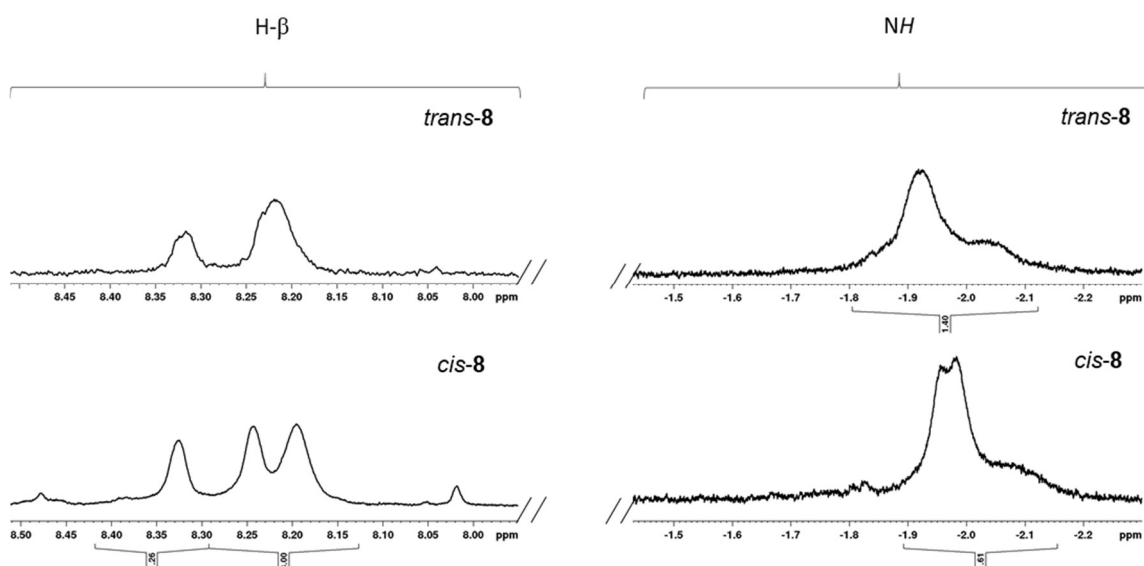 H-β
NH
trans-8
trans-8
8.45 8.40 8.35 8.30 8.25 8.20 8.15 8.10 8.05 8.00 ppm
-1.5 -1.6 -1.7 -1.8 -1.9 -2.0 -2.1 -2.2 ppm
1.40
cis-8
cis-8
8.50 8.45 8.40 8.35 8.30 8.25 8.20 8.15 8.10 8.05 8.00 ppm
-1.5 -1.6 -1.7 -1.8 -1.9 -2.0 -2.1 -2.2 ppm
.26
.00
.61